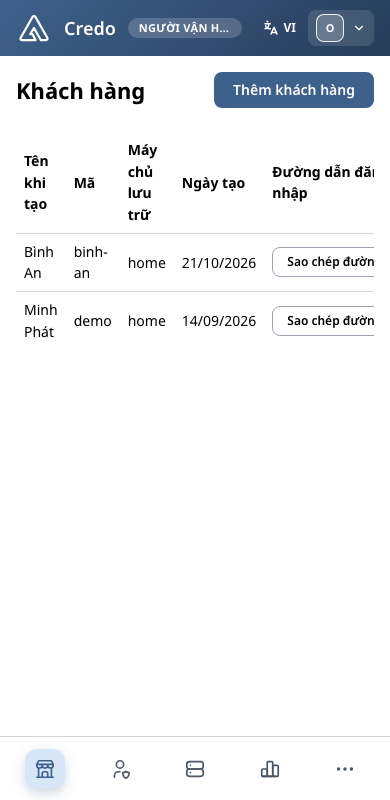 Credo
NGƯỜI VẬN H...
VI
O
Khách hàng
Thêm khách hàng
Tên khi tạo
Mã
Máy chủ lưu trữ
Ngày tạo
Đường dẫn đăn
nhập
Bình An
binh-an
home
21/10/2026
Sao chép đườn
Minh Phát
demo
home
14/09/2026
Sao chép đườn